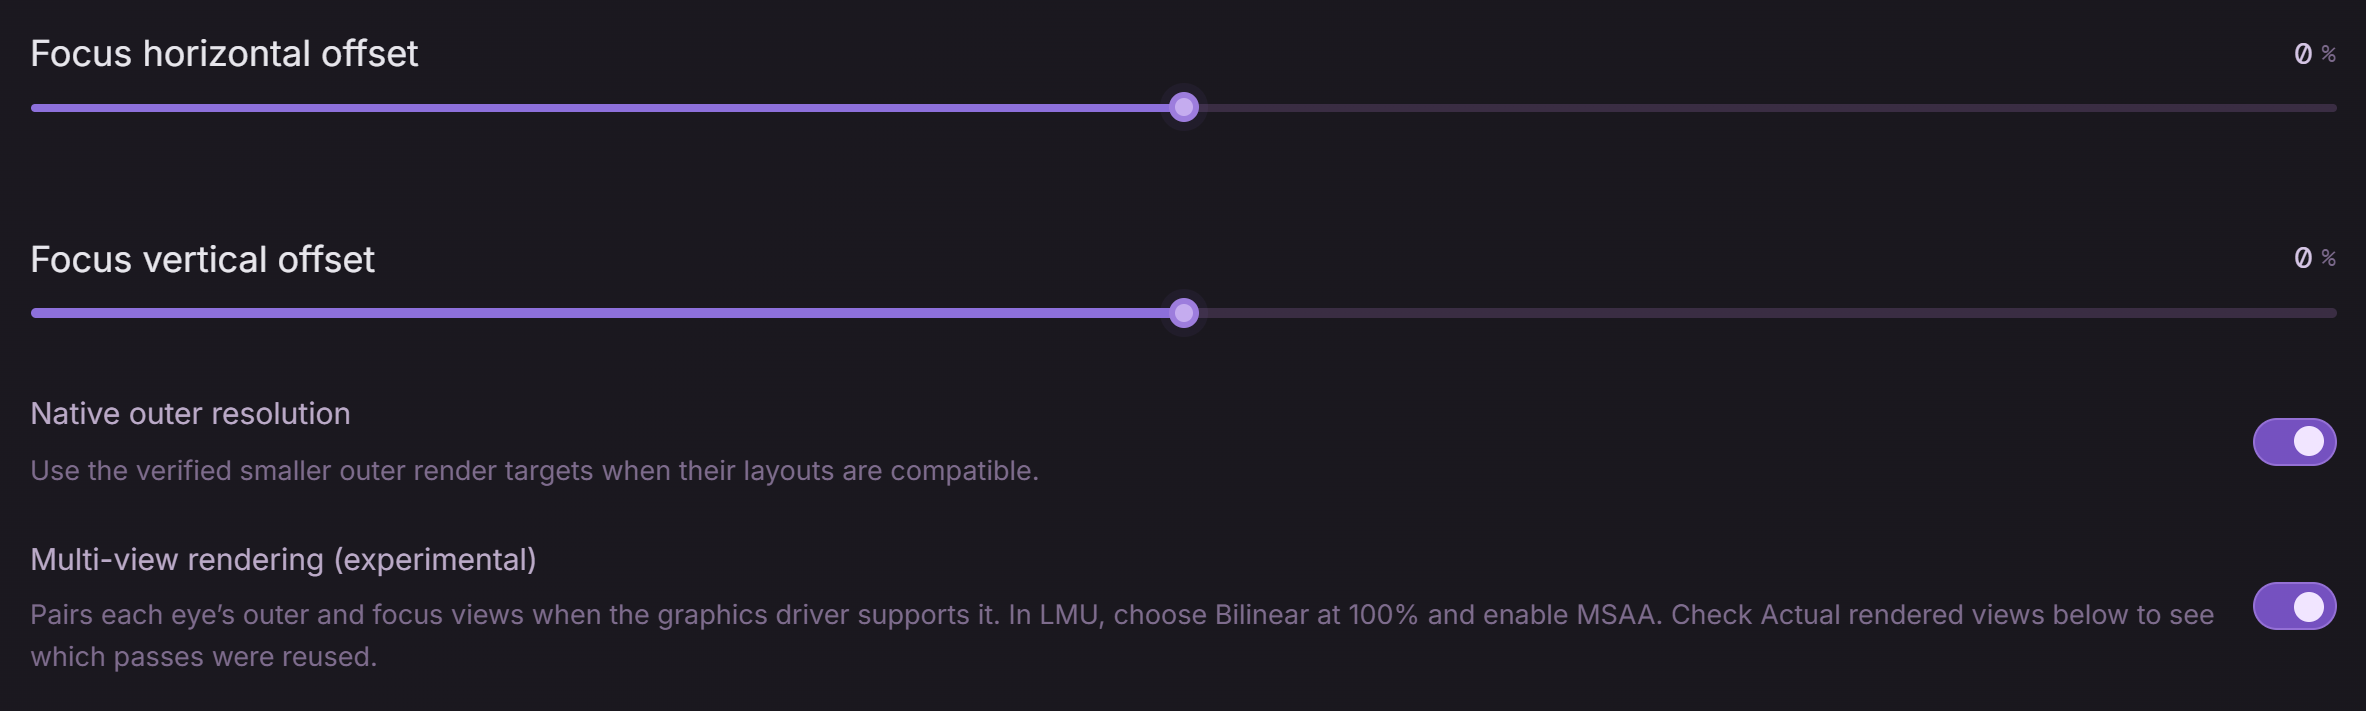 Focus horizontal offset
0 %
Focus vertical offset
0 %
Native outer resolution
Use the verified smaller outer render targets when their layouts are compatible.
Multi-view rendering (experimental)
Pairs each eye’s outer and focus views when the graphics driver supports it. In LMU, choose Bilinear at 100% and enable MSAA. Check Actual rendered views below to see
which passes were reused.